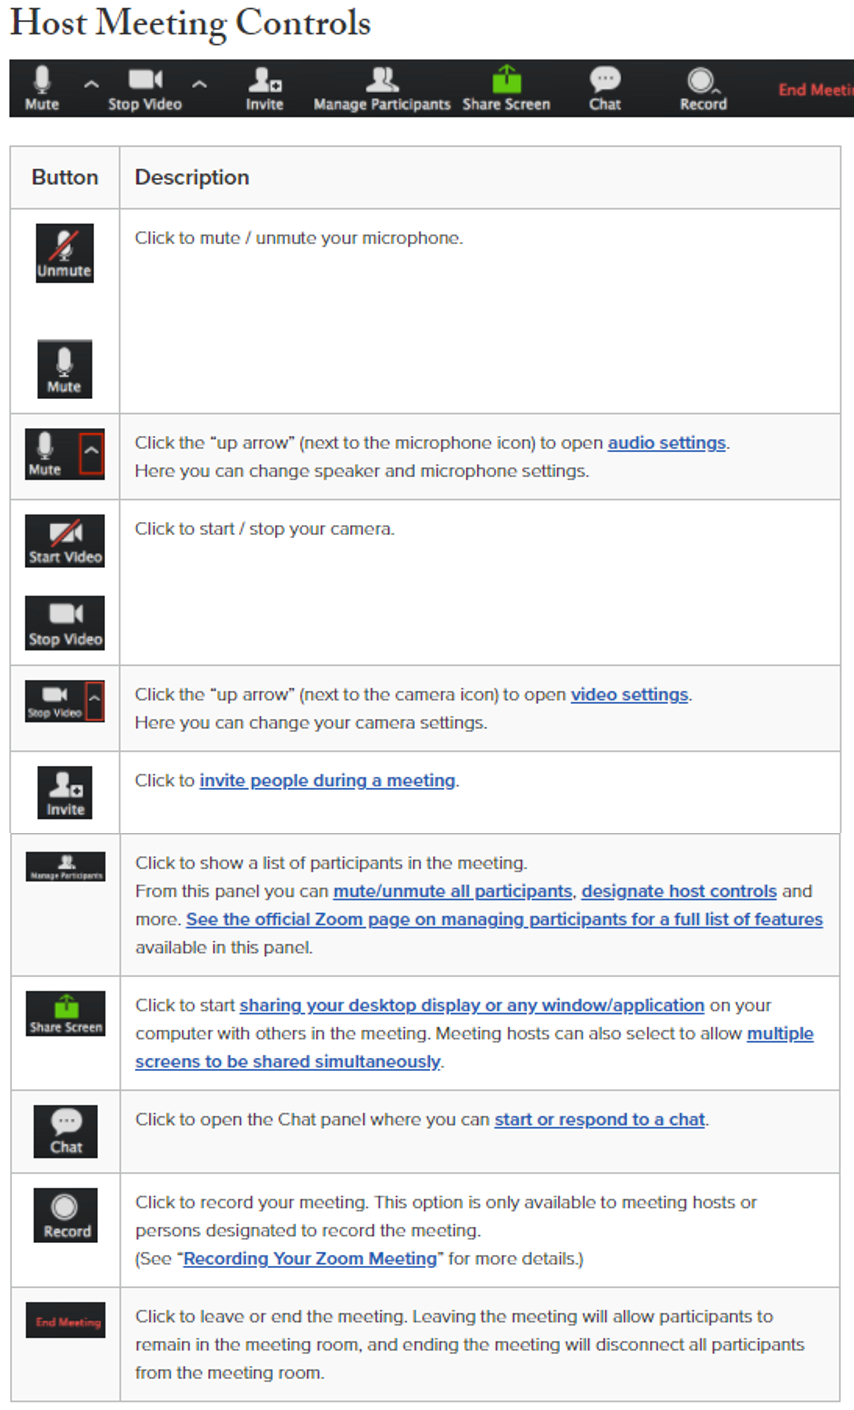 Host Meeting Controls
Mute Stop Video Invite Manage Participants Share Screen Chat Record End Meetin
Button Description
Unmute
Click to mute / unmute your microphone.
Mute
Mute
Click the “up arrow” (next to the microphone icon) to open audio settings.
Here you can change speaker and microphone settings.
Start Video
Click to start / stop your camera.
Stop Video
Stop Video
Click the “up arrow” (next to the camera icon) to open video settings.
Here you can change your camera settings.
Invite
Click to invite people during a meeting.
Manage Participants
Click to show a list of participants in the meeting.
From this panel you can mute/unmute all participants, designate host controls and
more. See the official Zoom page on managing participants for a full list of features
available in this panel.
Share Screen
Click to start sharing your desktop display or any window/application on your
computer with others in the meeting. Meeting hosts can also select to allow multiple
screens to be shared simultaneously.
Chat
Click to open the Chat panel where you can start or respond to a chat.
Record
Click to record your meeting. This option is only available to meeting hosts or
persons designated to record the meeting.
(See “Recording Your Zoom Meeting” for more details.)
End Meeting
Click to leave or end the meeting. Leaving the meeting will allow participants to
remain in the meeting room, and ending the meeting will disconnect all participants
from the meeting room.